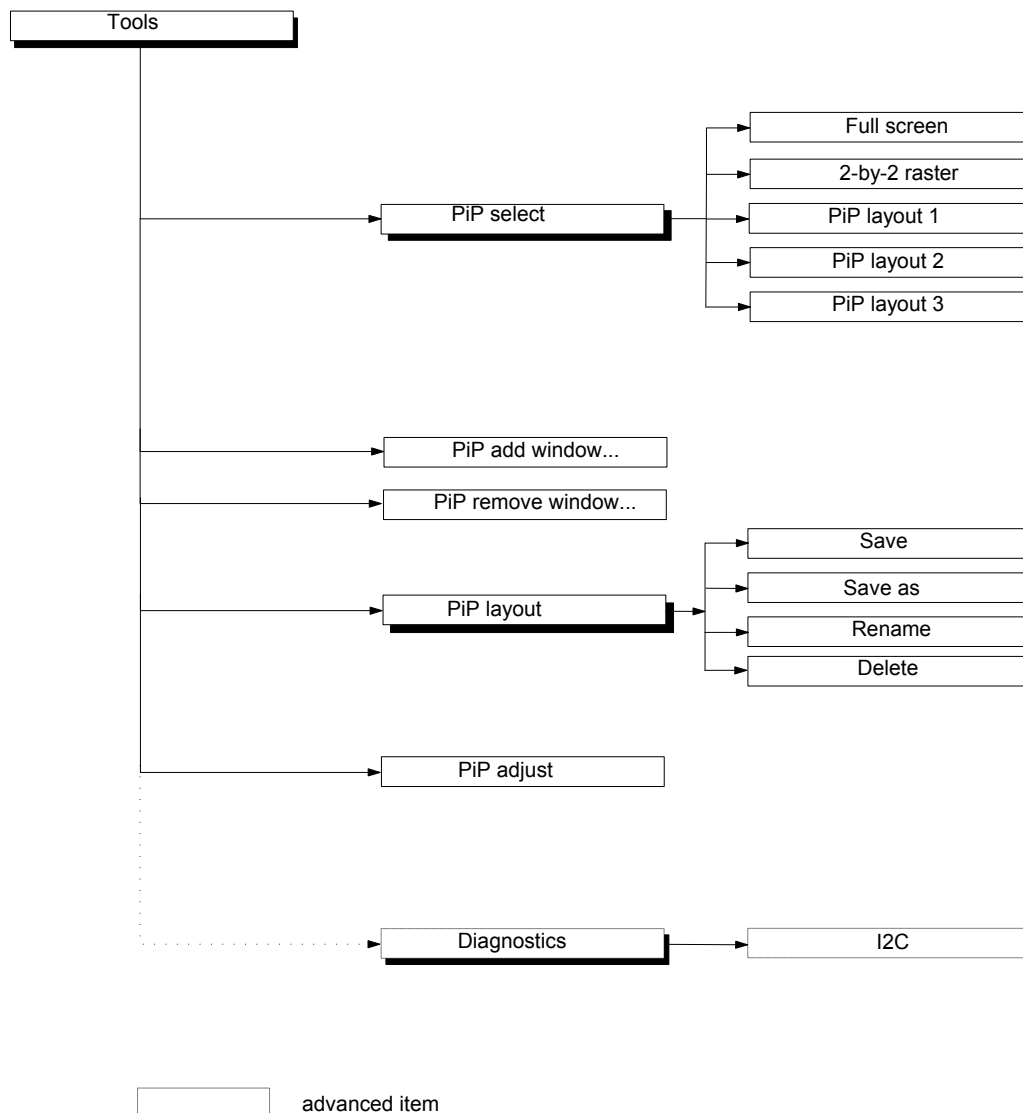 Tools
Full screen
2-by-2 raster
PiP select
PiP layout 1
PiP layout 2
PiP layout 3
PiP add window...
PiP remove window...
Save
Save as
PiP layout
Rename
Delete
PiP adjust
Diagnostics
I2C
advanced item